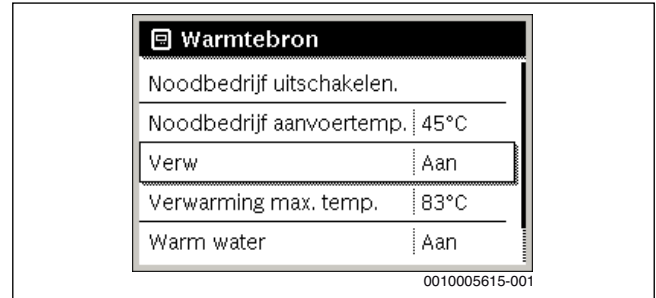 Warmtebron
Noodbedrijf uitschakelen.
Noodbedrijf aanvoertemp. 45°C
Verw Aan
Verwarming max. temp. 83°C
Warm water Aan
0010005615-001